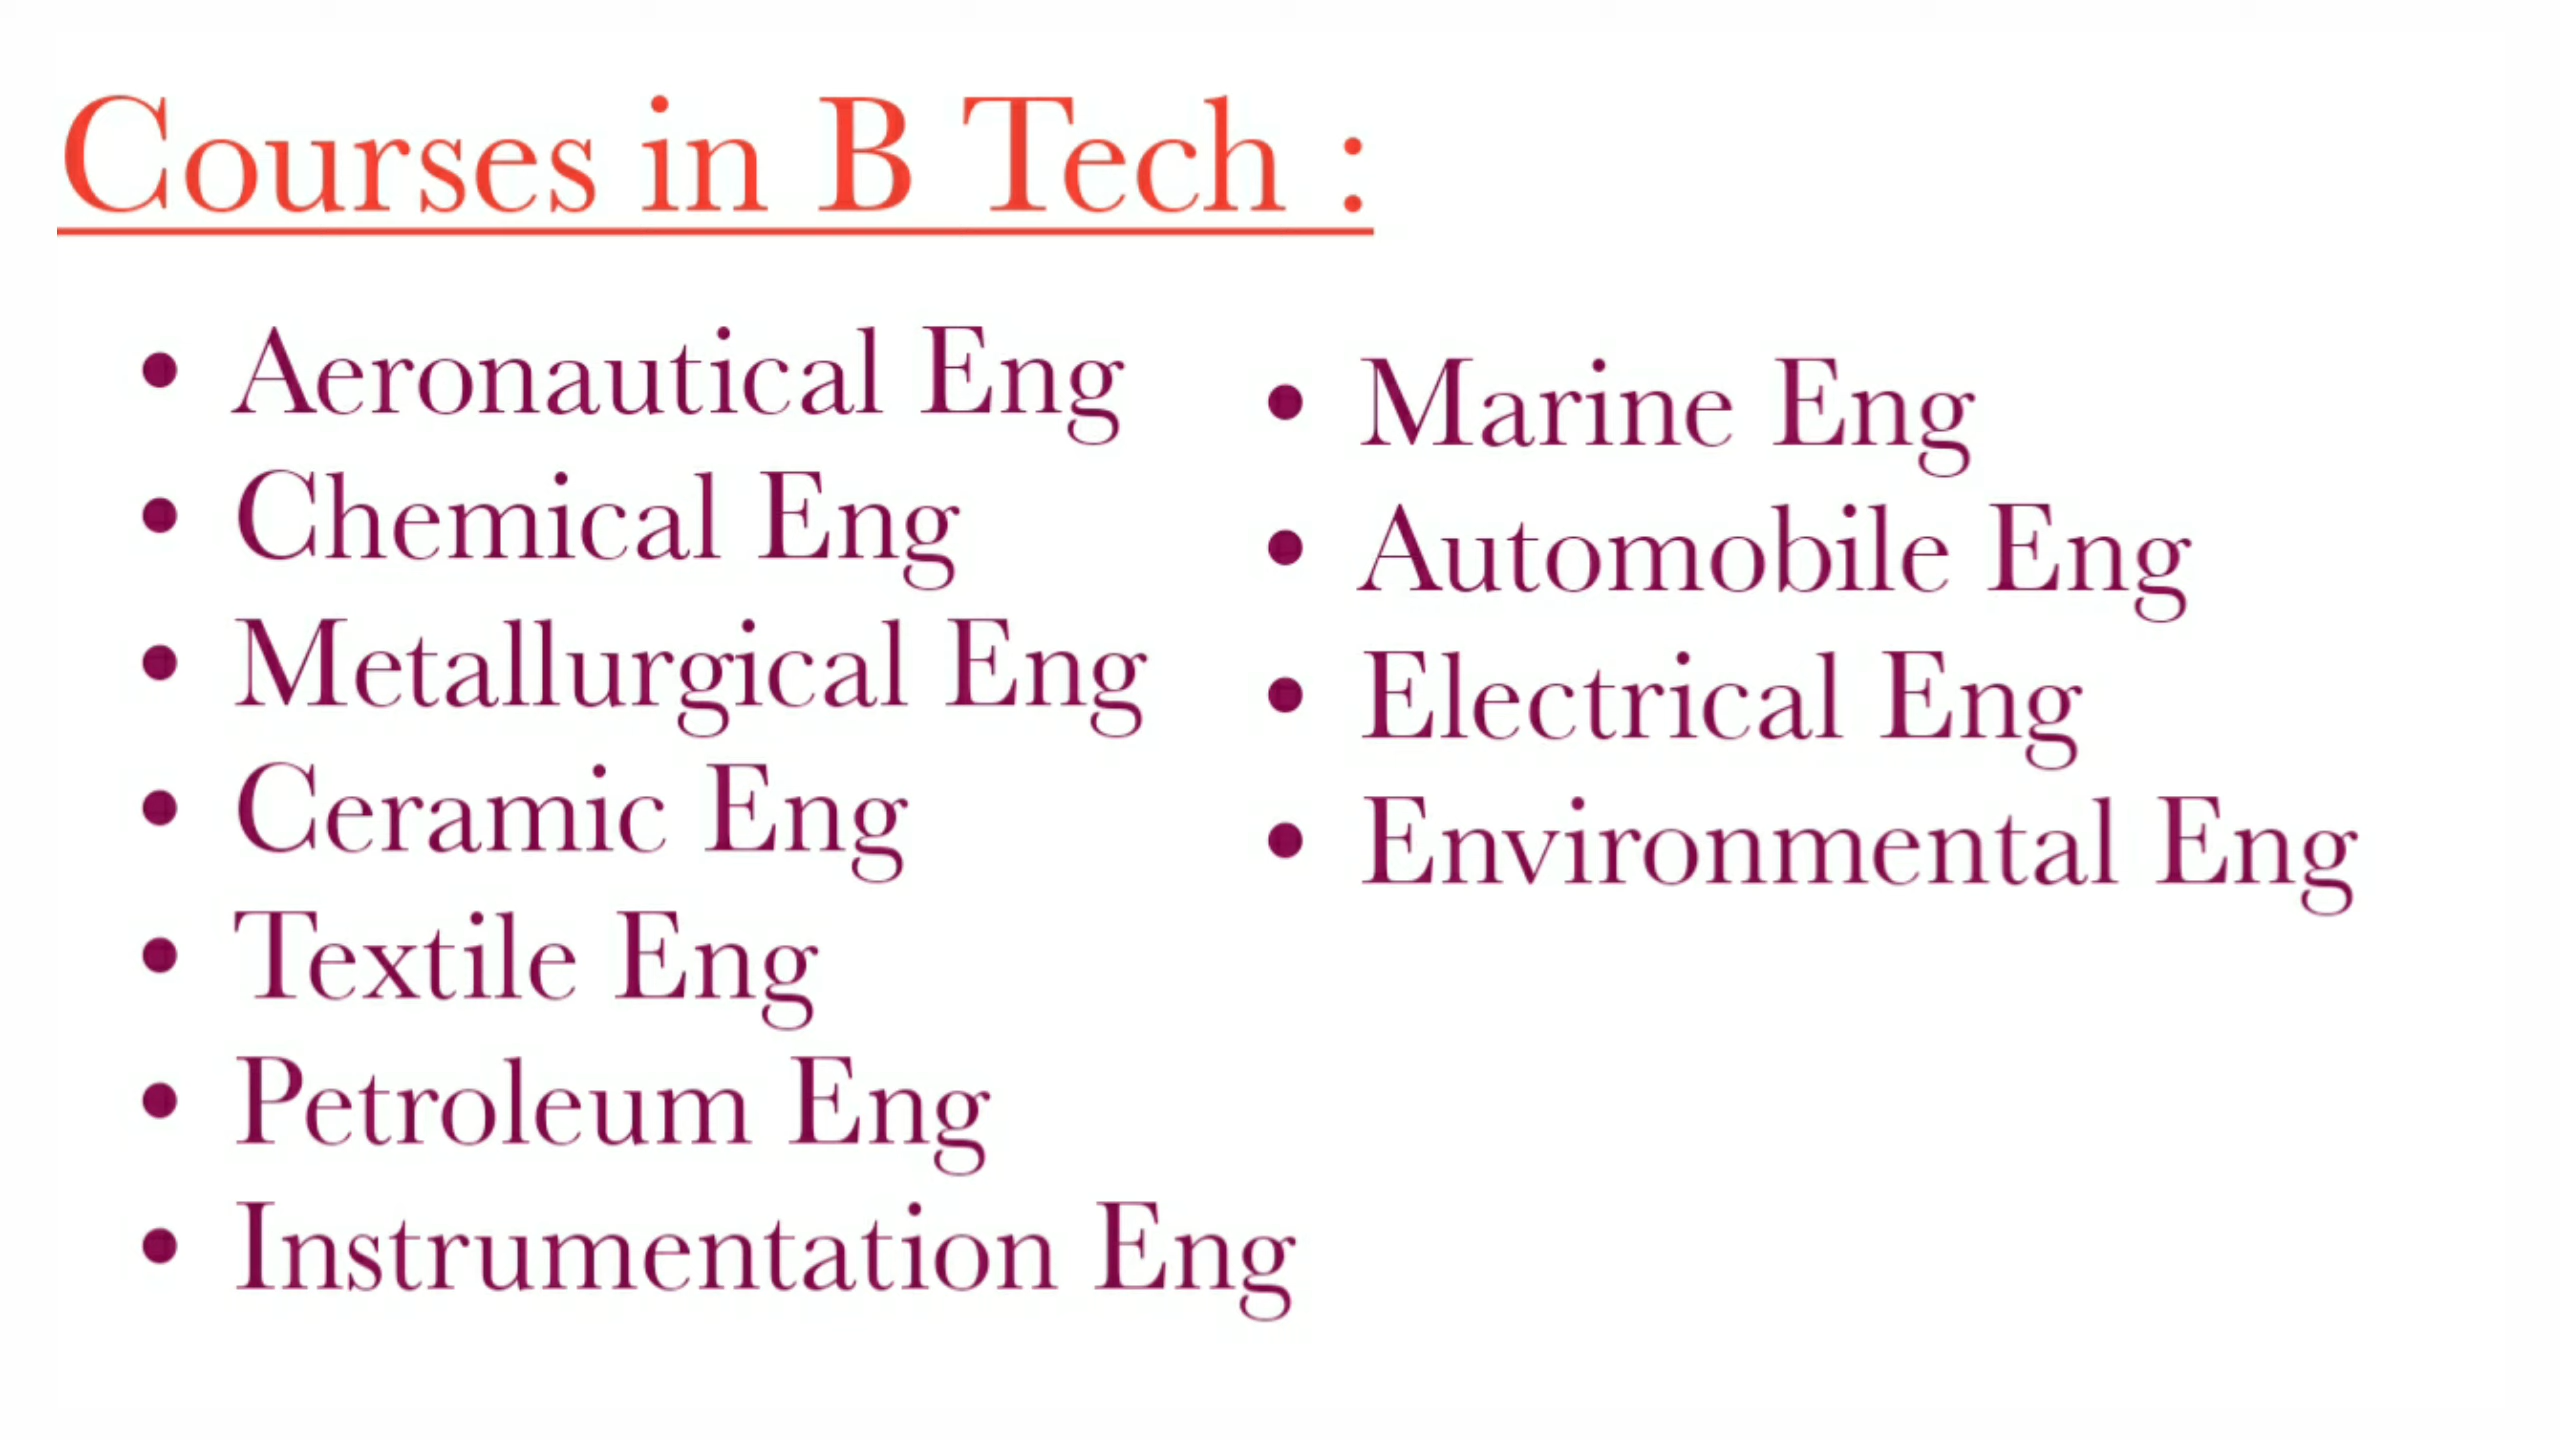 Courses in B Tech :
• Aeronautical Eng
• Chemical Eng
• Metallurgical Eng
• Ceramic Eng
• Textile Eng
• Petroleum Eng
• Instrumentation Eng
• Marine Eng
• Automobile Eng
• Electrical Eng
• Environmental Eng